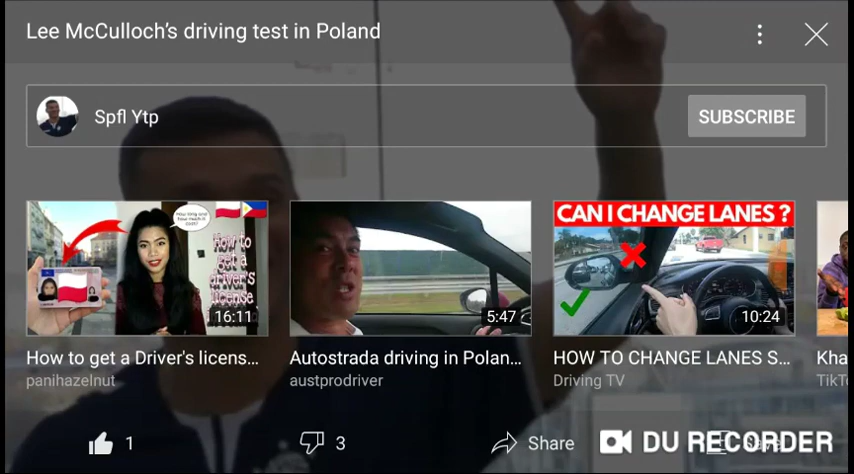 Lee McCulloch's driving test in Poland
Spfl Ytp
SUBSCRIBE
How to
get a
driver's
license
16:11
5:47
CAN I CHANGE LANES ?
10:24
How to get a Driver's licens...
panihazelnut
Autostrada driving in Polan...
austprodriver
HOW TO CHANGE LANES S...
Driving TV
Kha
TikTo
1
3
Share
DU RECORDER